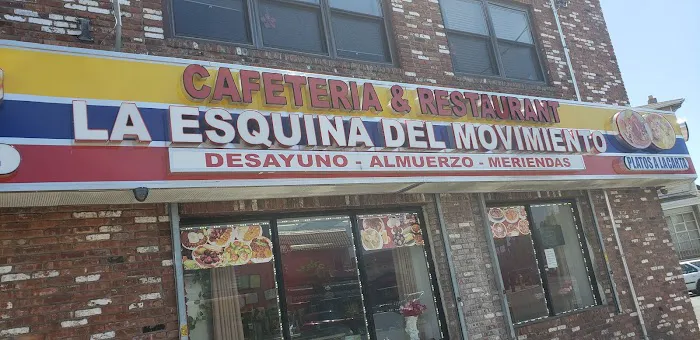 CAFETERIA & RESTAURANT
LA ESQUINA DEL MOVIMIENTO
DESAYUNO - ALMUERZO - MERIENDAS
PLATOS A LA CARTA